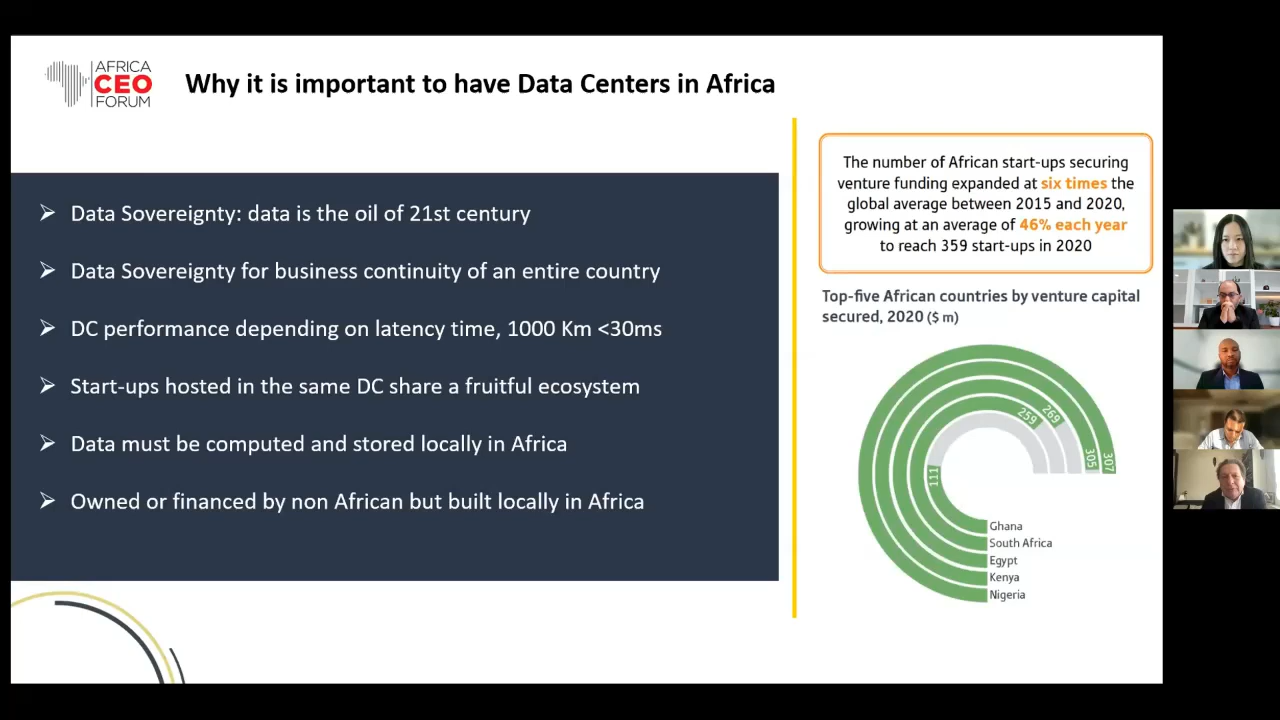 AFRICA
CEO
FORUM
Why it is important to have Data Centers in Africa
Data Sovereignty: data is the oil of 21st century
Data Sovereignty for business continuity of an entire country
DC performance depending on latency time, 1000 Km <30ms
Start-ups hosted in the same DC share a fruitful ecosystem
Data must be computed and stored locally in Africa
Owned or financed by non African but built locally in Africa
The number of African start-ups securing
venture funding expanded at six times the
global average between 2015 and 2020,
growing at an average of 46% each year
to reach 359 start-ups in 2020
Top-five African countries by venture capital
secured, 2020 ($ m)
259
269
305
307
111
Ghana
South Africa
Egypt
Kenya
Nigeria